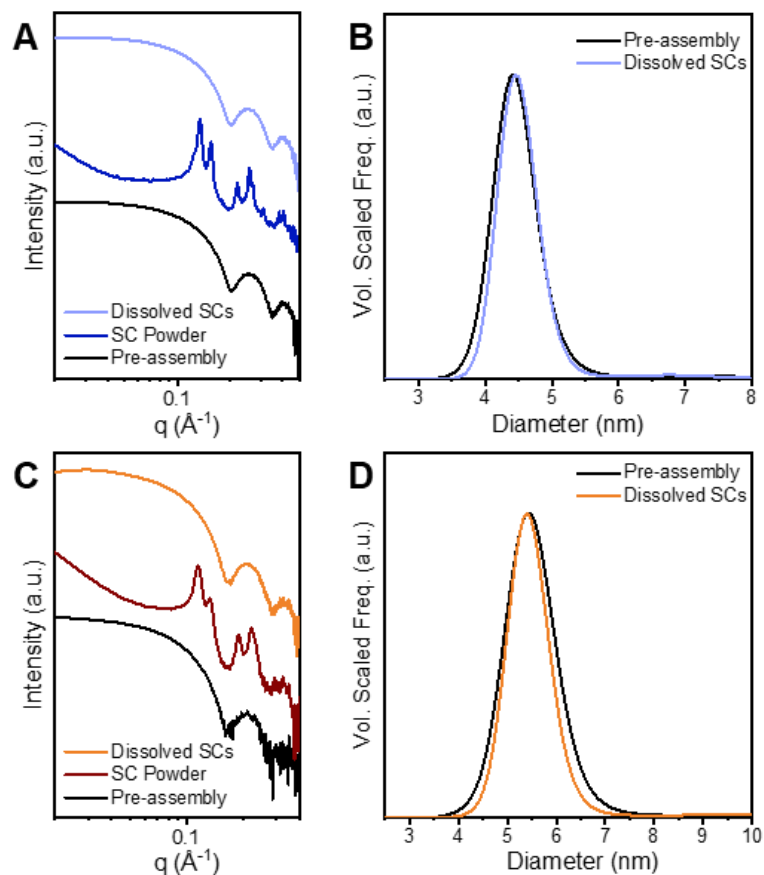 A
Intensity (a.u.)
Dissolved SCs
SC Powder
Pre-assembly
0.1
q (Å⁻¹)
B
Vol. Scaled Freq. (a.u.)
Pre-assembly
Dissolved SCs
3 4 5 6 7 8
Diameter (nm)
C
Intensity (a.u.)
Dissolved SCs
SC Powder
Pre-assembly
0.1
q (Å⁻¹)
D
Vol. Scaled Freq. (a.u.)
Pre-assembly
Dissolved SCs
3 4 5 6 7 8 9 10
Diameter (nm)